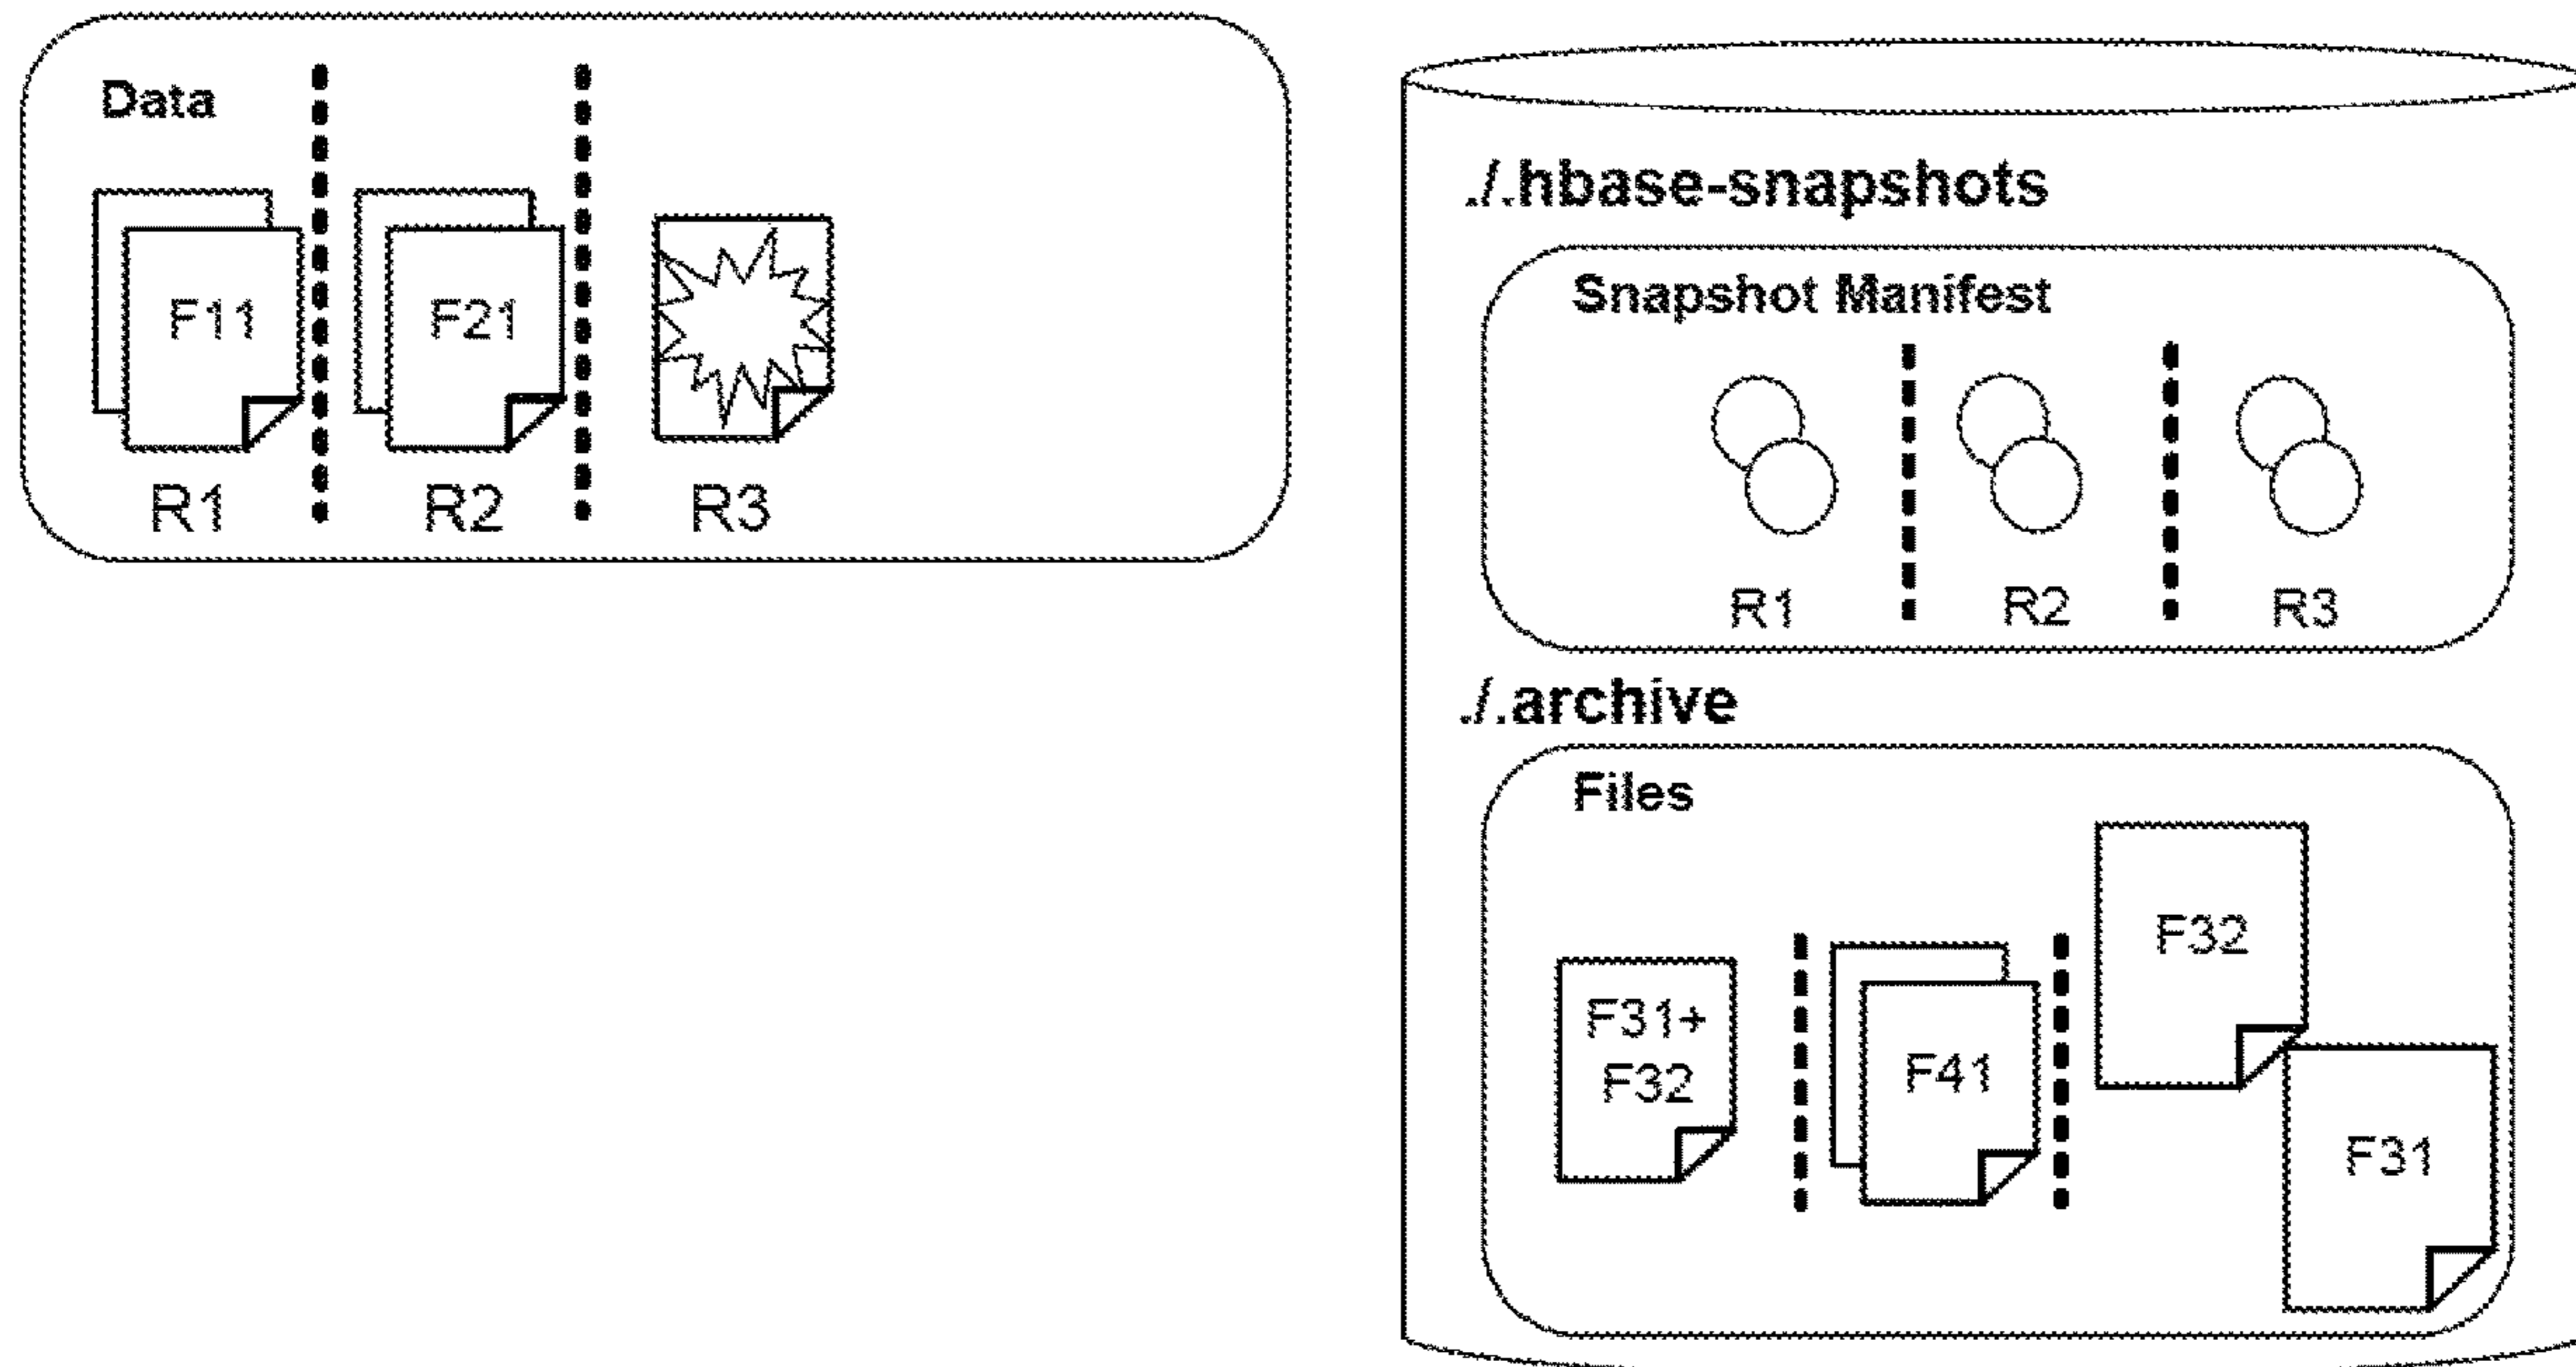 Data
F11
F21
R1
R2
R3
./.hbase-snapshots
Snapshot Manifest
R1
R2
R3
./.archive
Files
F31+
F32
F41
F32
F31